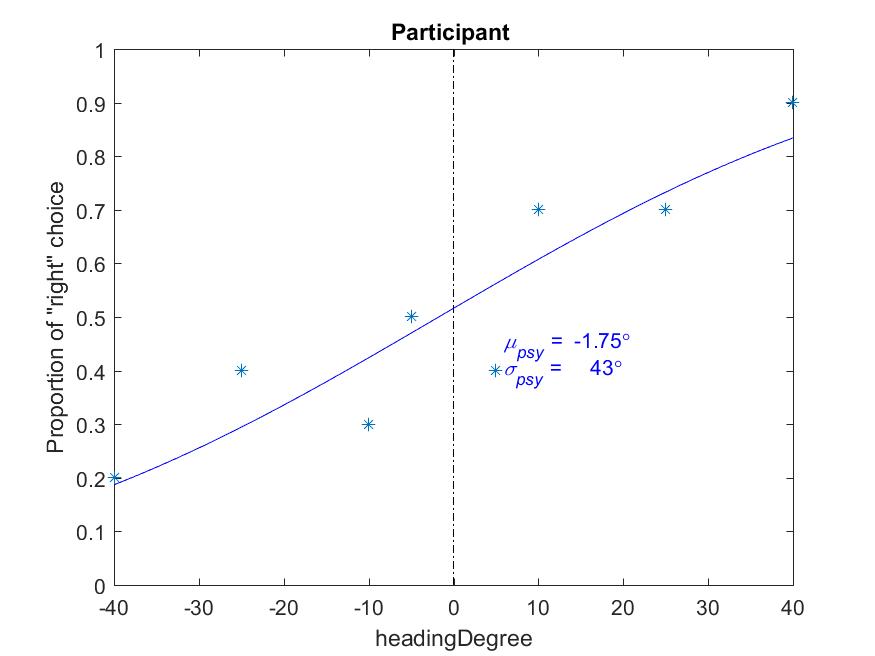 Participant
1
0.9
0.8
0.7
0.6
0.5
0.4
0.3
0.2
0.1
0
Proportion of "right" choice
μpsy = -1.75°
σpsy = 43°
-40 -30 -20 -10 0 10 20 30 40
headingDegree